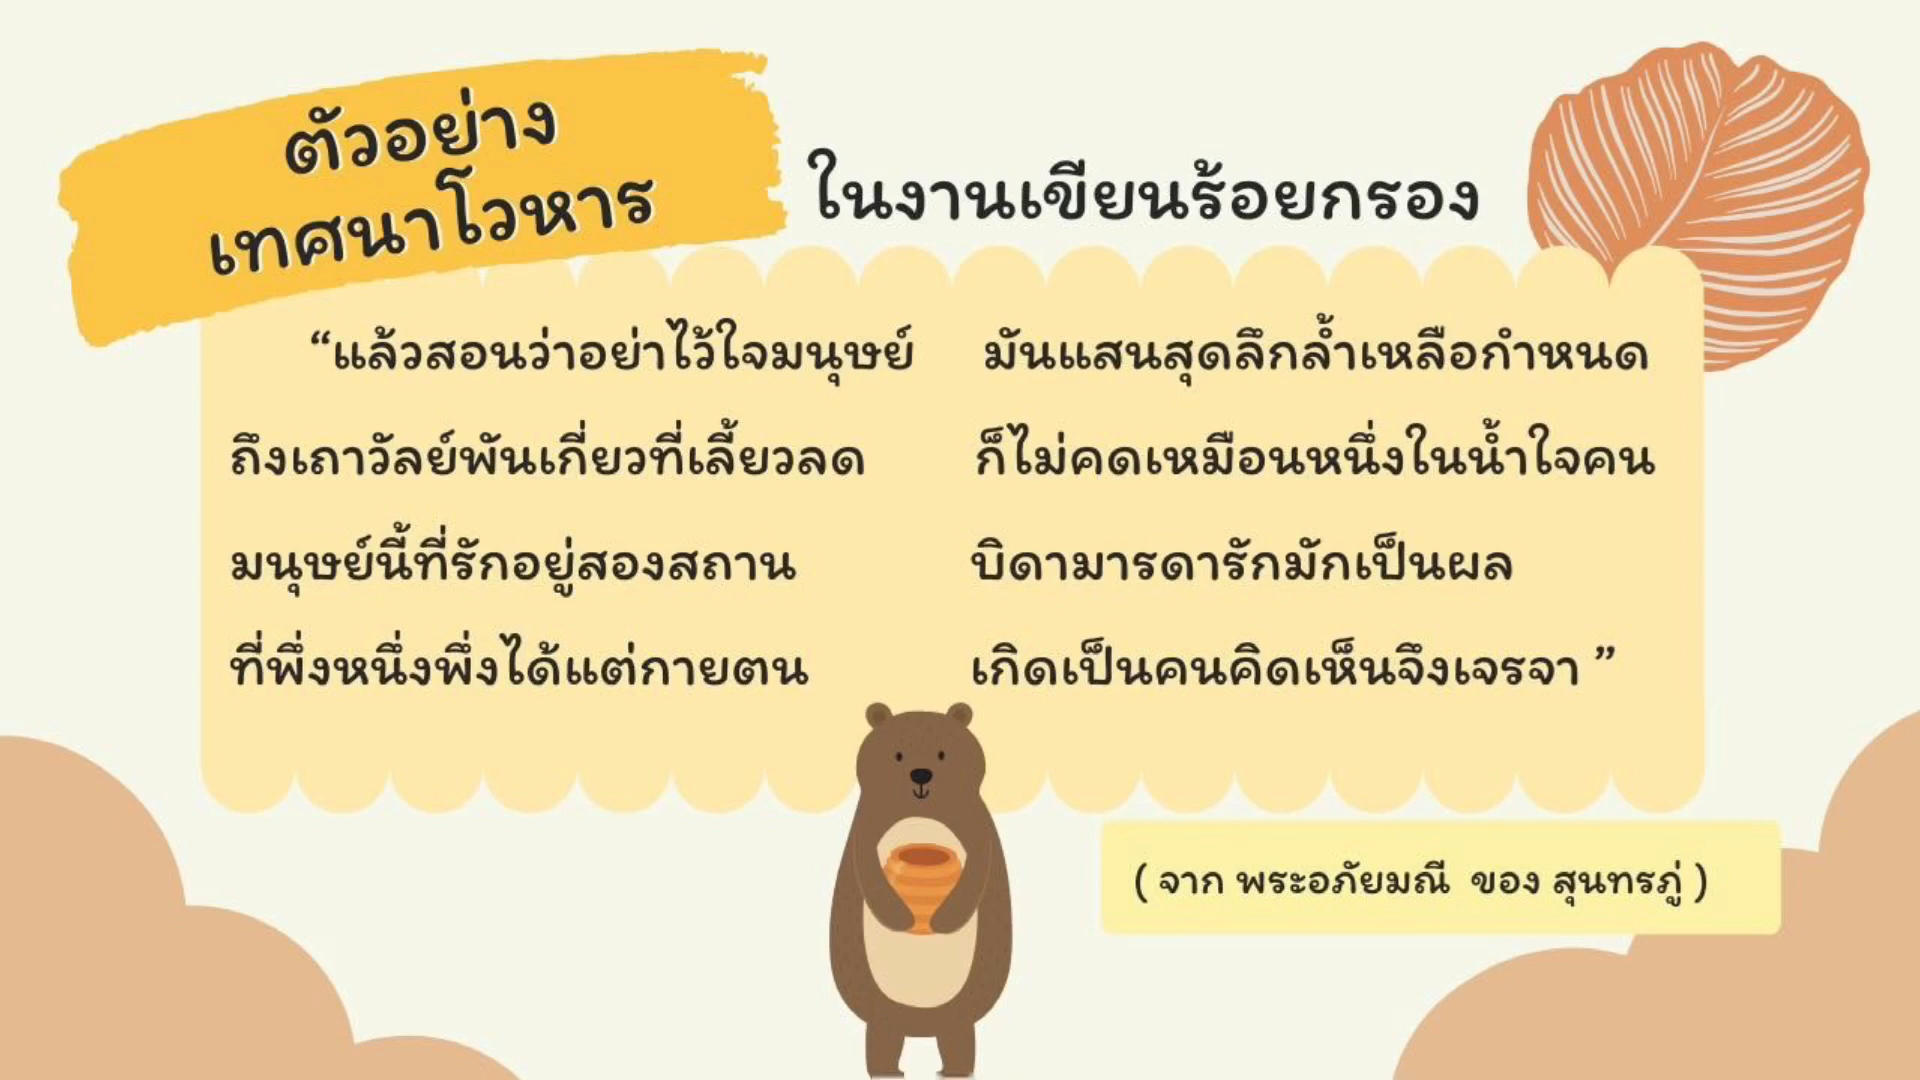 ตัวอย่าง
เทศนาโวหาร
ในงานเขียนร้อยกรอง
“แล้วสอนว่าอย่าไว้ใจมนุษย์ มันแสนสุดลึกล้ำเหลือกำหนด
ถึงเถาวัลย์พันเกี่ยวที่เลี้ยวลด ก็ไม่คดเหมือนหนึ่งในน้ำใจคน
มนุษย์นี้ที่รักอยู่สองสถาน บิดามารดารักมักเป็นผล
ที่พึ่งหนึ่งพึ่งได้แต่กายตน เกิดเป็นคนคิดเห็นจึงเจรจา ”
( จาก พระอภัยมณี ของ สุนทรภู่ )